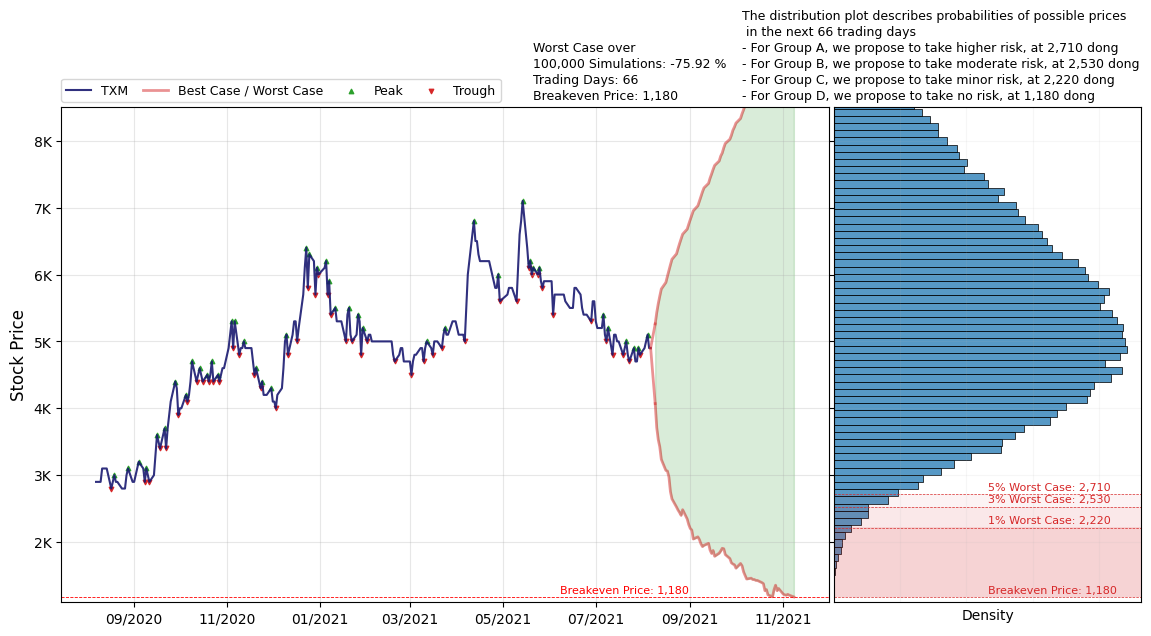 The distribution plot describes probabilities of possible prices
in the next 66 trading days
- For Group A, we propose to take higher risk, at 2,710 dong
- For Group B, we propose to take moderate risk, at 2,530 dong
- For Group C, we propose to take minor risk, at 2,220 dong
- For Group D, we propose to take no risk, at 1,180 dong
Worst Case over
100,000 Simulations: -75.92 %
Trading Days: 66
Breakeven Price: 1,180
TXM
Best Case / Worst Case
Peak
Trough
Stock Price
8K
7K
6K
5K
4K
3K
2K
Breakeven Price: 1,180
09/2020
11/2020
01/2021
03/2021
05/2021
07/2021
09/2021
11/2021
5% Worst Case: 2,710
3% Worst Case: 2,530
1% Worst Case: 2,220
Breakeven Price: 1,180
Density